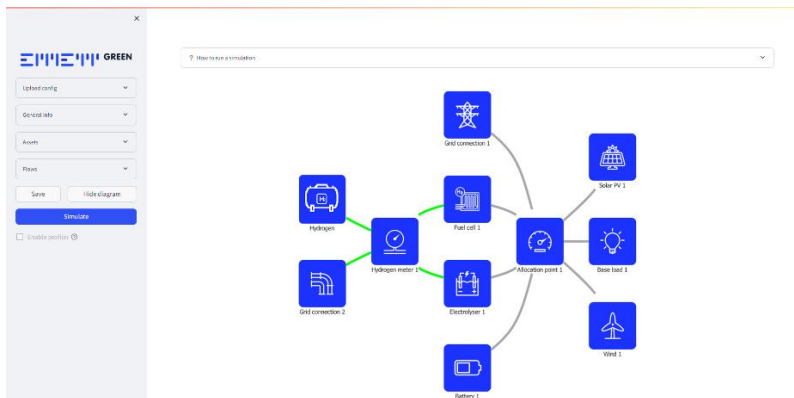 GREEN
Upload config
General info
Assets
Flows
Save
Hide diagram
Simulate
Enable profiler
? How to run a simulation
Grid connection 1
Solar PV 1
Hydrogen
Fuel cell 1
Hydrogen meter 1
Allocation point 1
Base load 1
Grid connection 2
Electrolyser 1
Wind 1
Battery 1